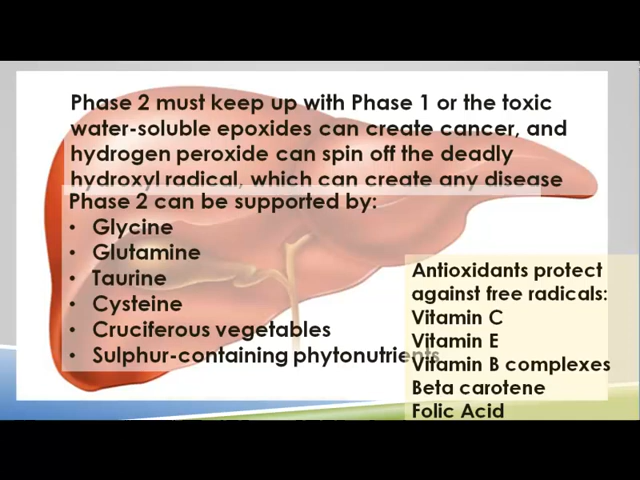 Phase 2 must keep up with Phase 1 or the toxic
water-soluble epoxides can create cancer, and
hydrogen peroxide can spin off the deadly
hydroxyl radical, which can create any disease
Phase 2 can be supported by:
• Glycine
• Glutamine
• Taurine
• Cysteine
• Cruciferous vegetables
• Sulphur-containing phytonutrients
Antioxidants protect
against free radicals:
Vitamin C
Vitamin E
Vitamin B complexes
Beta carotene
Folic Acid